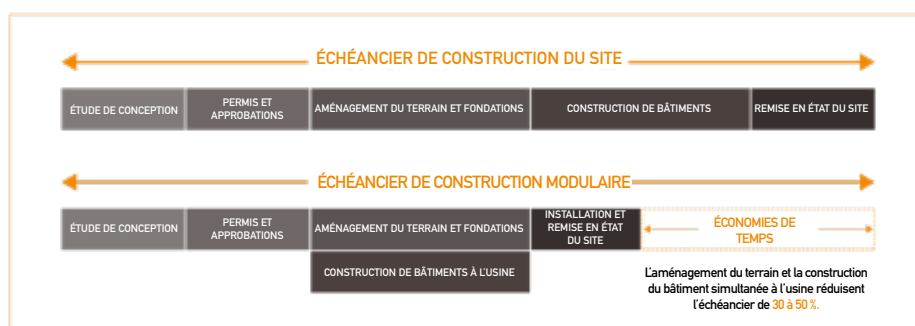 ÉCHÉANCIER DE CONSTRUCTION DU SITE
ÉTUDE DE CONCEPTION
PERMIS ET
APPROBATIONS
AMÉNAGEMENT DU TERRAIN ET FONDATIONS
CONSTRUCTION DE BÂTIMENTS
REMISE EN ÉTAT DU SITE
ÉCHÉANCIER DE CONSTRUCTION MODULAIRE
ÉTUDE DE CONCEPTION
PERMIS ET
APPROBATIONS
AMÉNAGEMENT DU TERRAIN ET FONDATIONS
INSTALLATION ET
REMISE EN ÉTAT
DU SITE
ÉCONOMIES DE
TEMPS
CONSTRUCTION DE BÂTIMENTS À L'USINE
L'aménagement du terrain et la construction
du bâtiment simultanée à l'usine réduisent
l'échéancier de 30 à 50 %.